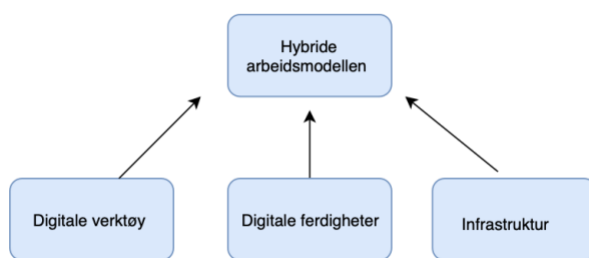 Hybride
arbeidsmodellen
Digitale verktøy
Digitale ferdigheter
Infrastruktur